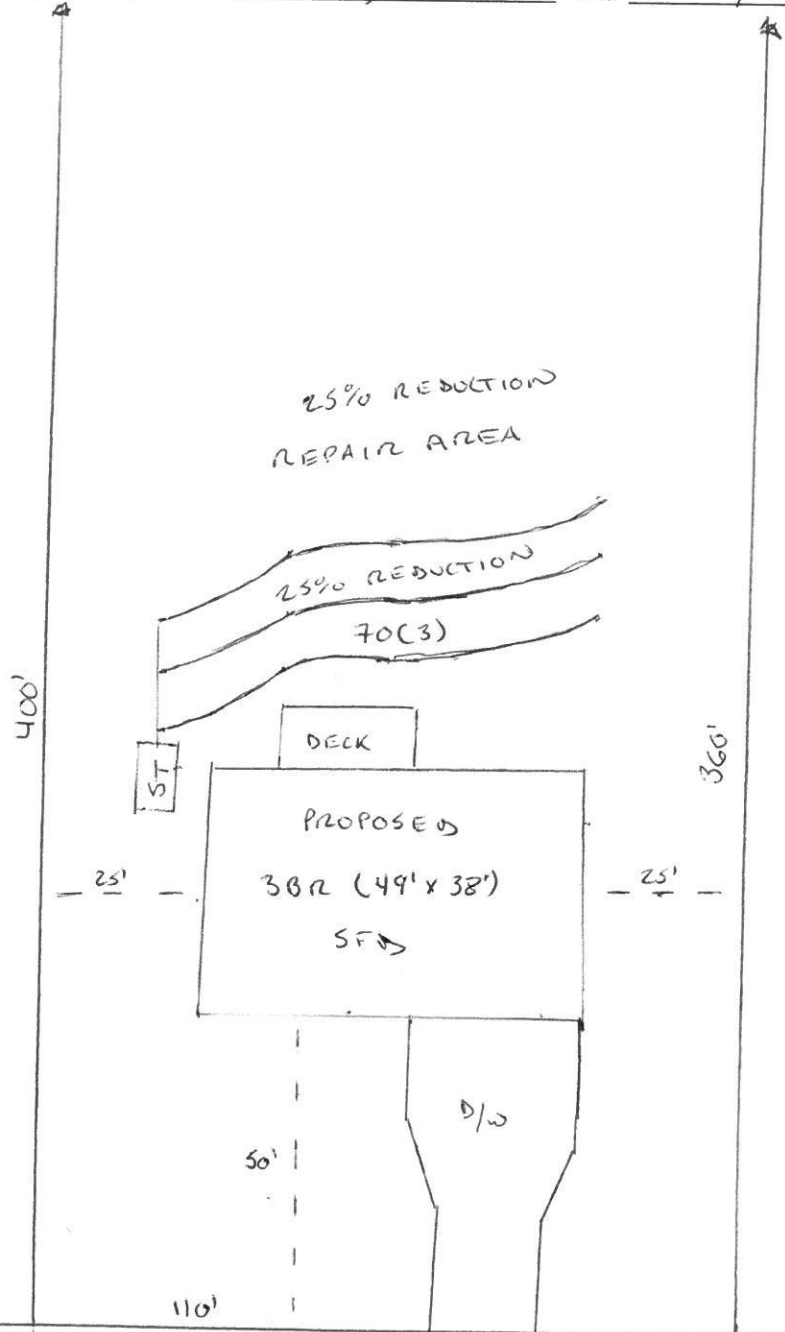 25% REDUCTION
REPAIR AREA
25% REDUCTION
70(3)
400'
DECK
ST
360'
PROPOSED
25'
3BR (49' x 38')
25'
SFD
D/W
50'
110'